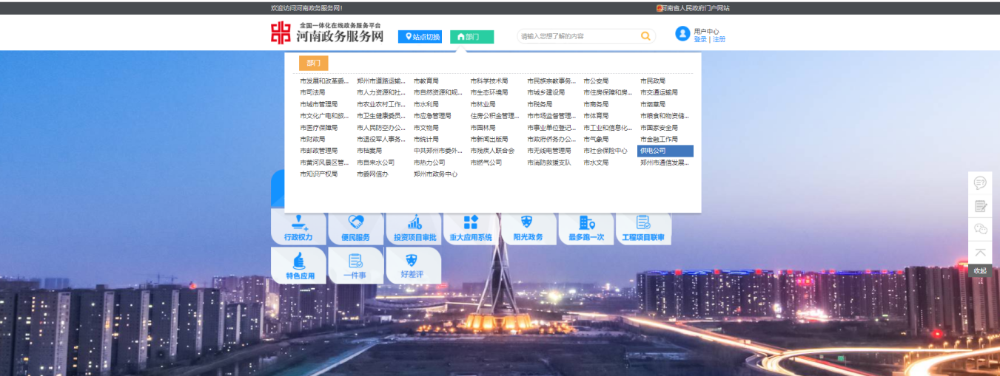 欢迎访问河南政务服务网！
河南省人民政府门户网站
全国一体化在线政务服务平台
河南政务服务网
站点切换
部门
请输入您想了解的内容
用户中心
登录 | 注册
部门
市发展和改革委... 郑州市道路运输... 市教育局 市科学技术局 市民族宗教事务... 市公安局 市民政局
市司法局 市人力资源和社... 市自然资源和规... 市生态环境局 市城乡建设局 市住房保障和房... 市交通运输局
市城市管理局 市农业农村工作... 市水利局 市林业局 市税务局 市商务局 市烟草局
市文化广电和旅... 市卫生健康委员... 市应急管理局 住房公积金管理... 市市场监督管理... 市体育局 市粮食和物资储...
市医疗保障局 市人民防空办公... 市文物局 市园林局 市事业单位登记... 市工业和信息化... 市国家安全局
市财政局 市退役军人事务... 市统计局 市新闻出版局 市政府侨务办公... 市气象局 市金融工作局
市邮政管理局 市档案局 中共郑州市委外... 市残疾人联合会 市无线电管理局 市社会保险中心 供电公司
市黄河风景区管... 市自来水公司 市热力公司 市燃气公司 市消防救援支队 市水文局 郑州市通信发展...
市知识产权局 市委网信办 郑州市政务中心
行政权力 便民服务 投资项目审批 重大应用系统 阳光政务 最多跑一次 工程项目联审
特色应用 一件事 好差评
收起